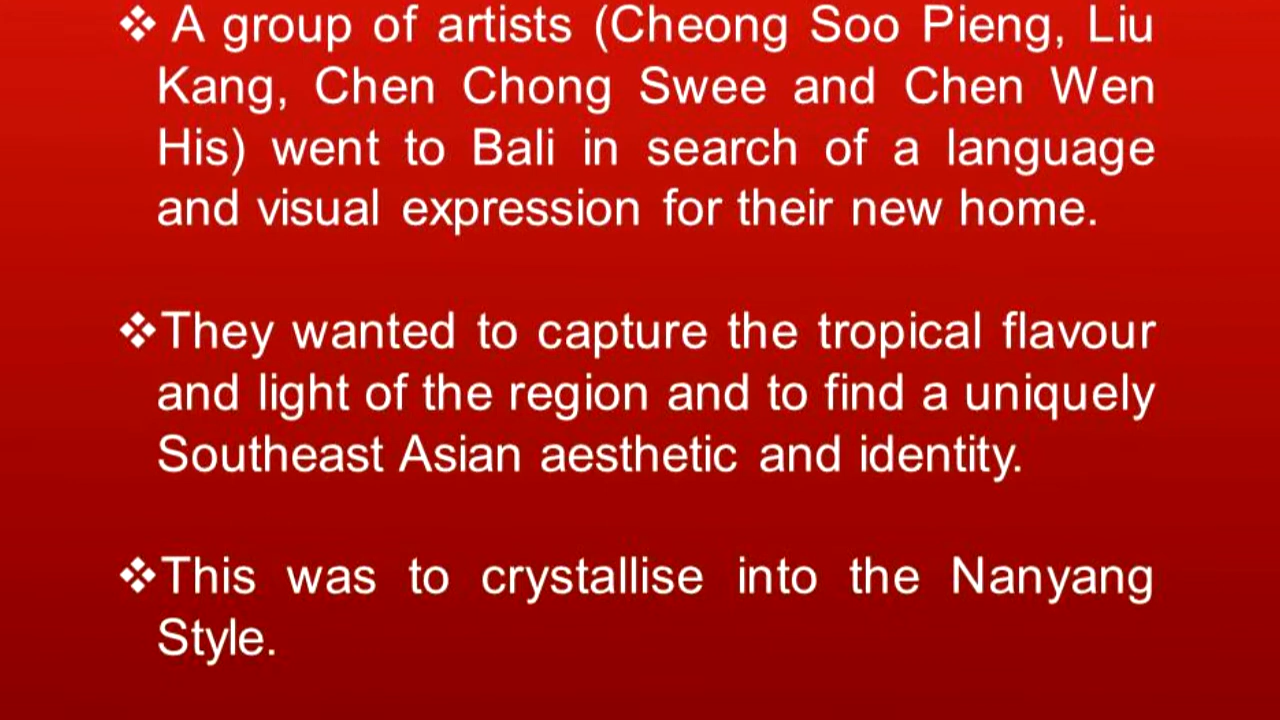 ❖ A group of artists (Cheong Soo Pieng, Liu
Kang, Chen Chong Swee and Chen Wen
His) went to Bali in search of a language
and visual expression for their new home.
❖They wanted to capture the tropical flavour
and light of the region and to find a uniquely
Southeast Asian aesthetic and identity.
❖This was to crystallise into the Nanyang
Style.